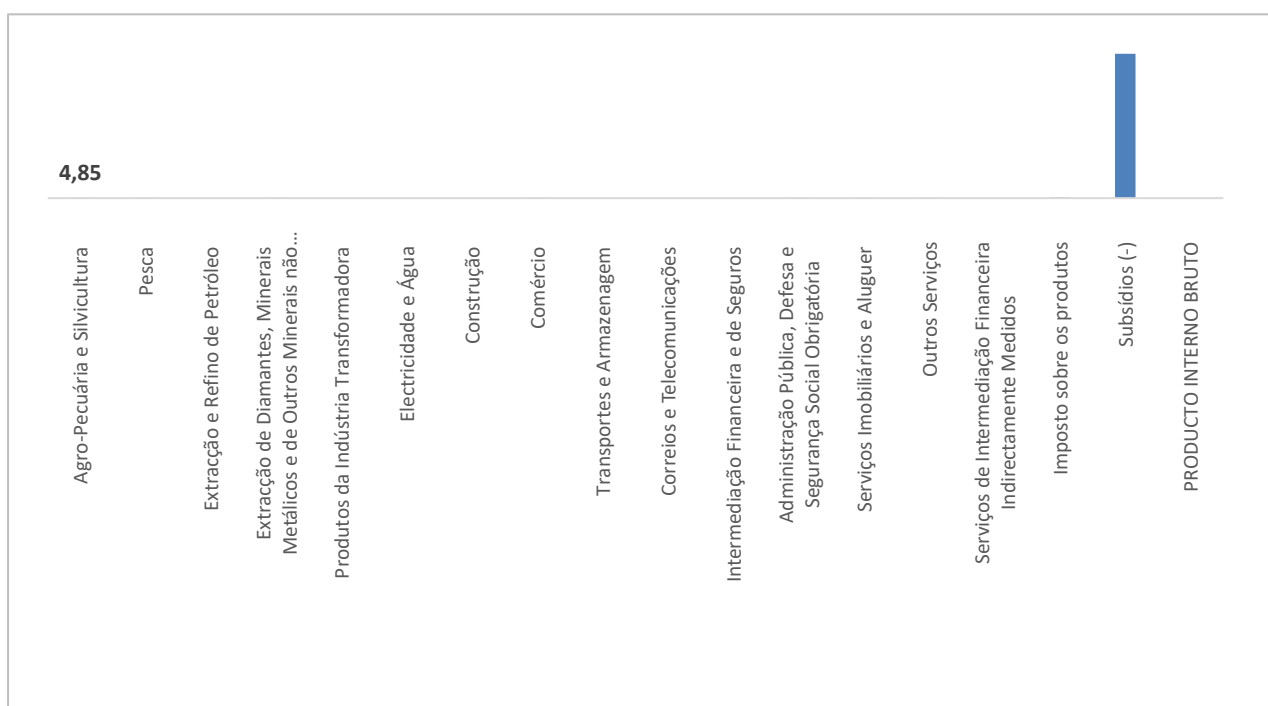 4,85
Agro-Pecuária e Silvicultura
Pesca
Extracção e Refino de Petróleo
Extracção de Diamantes, Minerais
Metálicos e de Outros Minerais não...
Produtos da Indústria Transformadora
Electricidade e Água
Construção
Comércio
Transportes e Armazenagem
Correios e Telecomunicações
Intermediação Financeira e de Seguros
Administração Pública, Defesa e
Segurança Social Obrigatória
Serviços Imobiliários e Aluguer
Outros Serviços
Serviços de Intermediação Financeira
Indirectamente Medidos
Imposto sobre os produtos
Subsídios (-)
PRODUCTO INTERNO BRUTO